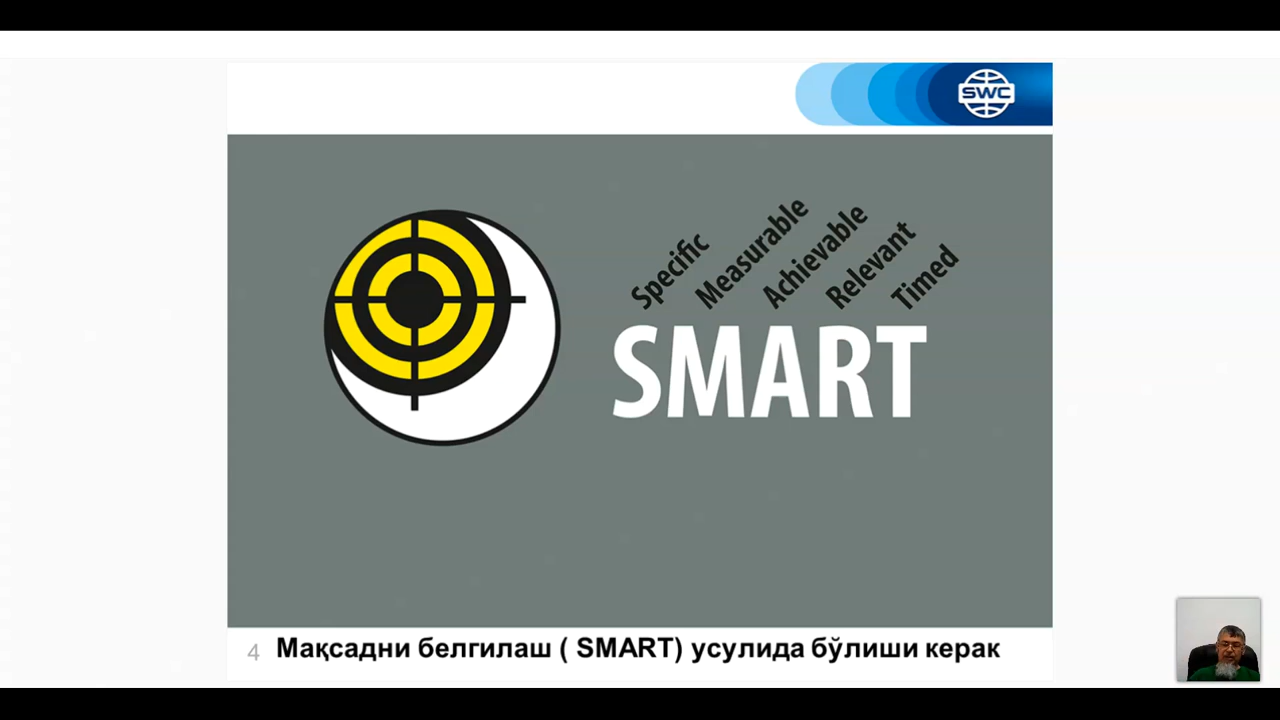 SWC
Specific
Measurable
Achievable
Relevant
Timed
SMART
4 Мақсадни белгилаш ( SMART) усулида бўлиши керак